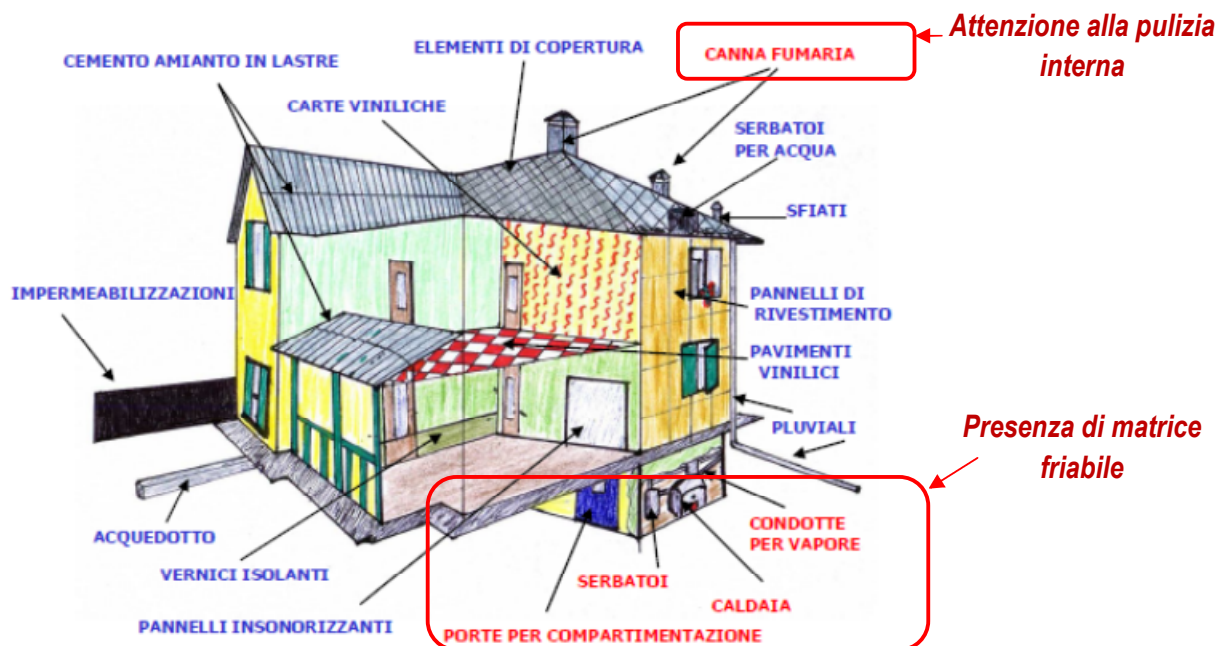 Attenzione alla pulizia
interna
ELEMENTI DI COPERTURA
CANNA FUMARIA
CEMENTO AMIANTO IN LASTRE
CARTE VINILICHE
SERBATOI
PER ACQUA
SFIATI
IMPERMEABILIZZAZIONI
PANNELLI DI
RIVESTIMENTO
PAVIMENTI
VINILICI
PLUVIALI
Presenza di matrice
friabile
ACQUEDOTTO
CONDOTTE
PER VAPORE
VERNICI ISOLANTI
SERBATOI
CALDAIA
PANNELLI INSONORIZZANTI
PORTE PER COMPARTIMENTAZIONE